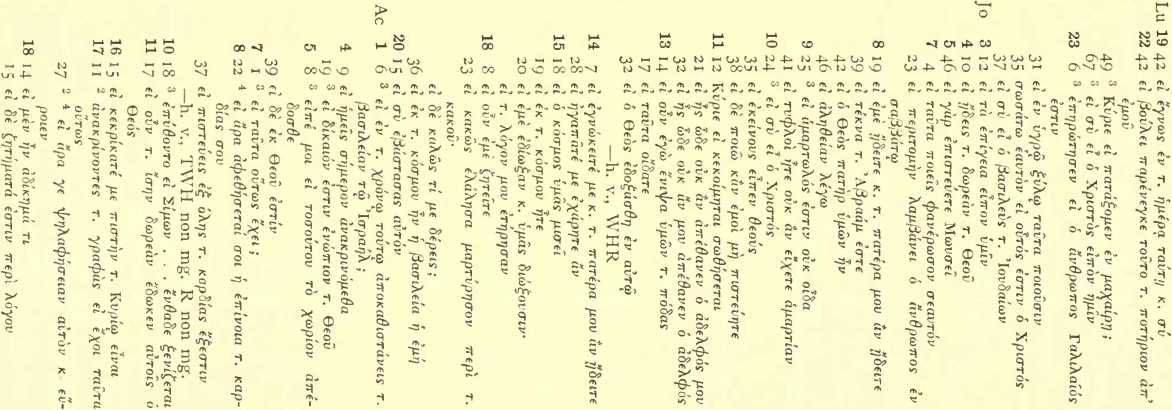 Lu 19 42 εἰ ἔγνως ἐν τ. ἡμέρᾳ ταύτῃ κ. σύ
22 42 εἰ βούλει παρένεγκε τοῦτο τ. ποτήριον ἀπ'
ἐμοῦ
49 ³ Κύριε εἰ πατάξομεν ἐν μαχαίρῃ;
67 ³ εἰ σὺ εἶ ὁ Χριστὸς εἰπὸν ἡμῖν
23 6 ³ ἐπηρώτησεν εἰ ὁ ἄνθρωπος Γαλιλαίός
ἐστιν
31 εἰ ἐν ὑγρῷ ξύλῳ ταῦτα ποιοῦσιν
35 σωσάτω ἑαυτὸν εἰ οὗτός ἐστιν ὁ Χριστός
37 εἰ σὺ εἶ ὁ βασιλεὺς τ. Ἰουδαίων
Jo 3 12 εἰ τὰ ἐπίγεια εἶπον ὑμῖν
4 10 εἰ ᾔδεις τ. δωρεὰν τ. Θεοῦ
5 46 εἰ γὰρ ἐπιστεύετε Μωυσεῖ
7 4 εἰ ταῦτα ποιεῖς φανέρωσον σεαυτόν
23 εἰ περιτομὴν λαμβάνει ὁ ἄνθρωπος ἐν
σαββάτῳ
8 19 εἰ ἐμὲ ᾔδειτε κ. τ. πατέρα μου ἂν ᾔδειτε
39 εἰ τέκνα τ. Ἀβραάμ ἐστε
42 εἰ ὁ Θεὸς πατὴρ ὑμῶν ἦν
46 εἰ ἀλήθειαν λέγω
9 25 ³ εἰ ἁμαρτωλός ἐστιν οὐκ οἶδα
41 εἰ τυφλοὶ ἦτε οὐκ ἂν εἴχετε ἁμαρτίαν
10 24 ³ εἰ σὺ εἶ ὁ Χριστός
35 εἰ ἐκείνους εἶπεν θεούς
38 εἰ δὲ ποιῶ κἂν ἐμοὶ μὴ πιστεύητε
11 12 Κύριε εἰ κεκοίμηται σωθήσεται
21 εἰ ἦς ὧδε οὐκ ἂν ἀπέθανεν ὁ ἀδελφός μου
32 εἰ ἦς ὧδε οὐκ ἄν μου ἀπέθανεν ὁ ἀδελφός
13 14 εἰ οὖν ἐγὼ ἔνιψα ὑμῶν τ. πόδας
17 εἰ ταῦτα οἴδατε
32 εἰ ὁ Θεὸς ἐδοξάσθη ἐν αὐτῷ
—h. v., WHR
14 7 εἰ ἐγνώκειτέ με κ. τ. πατέρα μου ἂν ᾔδειτε
28 εἰ ἠγαπᾶτέ με ἐχάρητε ἄν
15 18 εἰ ὁ κόσμος ὑμᾶς μισεῖ
19 εἰ ἐκ τ. κόσμου ἦτε
20 εἰ ἐμὲ ἐδίωξαν κ. ὑμᾶς διώξουσιν·
εἰ τ. λόγον μου ἐτήρησαν
18 8 εἰ οὖν ἐμὲ ζητεῖτε
23 εἰ κακῶς ἐλάλησα μαρτύρησον περὶ τ.
κακοῦ·
εἰ δὲ καλῶς τί με δέρεις;
36 εἰ ἐκ τ. κόσμου ἦν ἡ βασιλεία ἡ ἐμή
20 15 εἰ σὺ ἐβάστασας αὐτόν
Ac 1 6 ³ εἰ ἐν τ. χρόνῳ τούτῳ ἀποκαθιστάνεις τ.
βασιλείαν τῷ Ἰσραήλ;
4 9 εἰ ἡμεῖς σήμερον ἀνακρινόμεθα
19 ³ εἰ δίκαιόν ἐστιν ἐνώπιον τ. Θεοῦ
5 8 ³ εἰπέ μοι εἰ τοσούτου τὸ χωρίον ἀπέ-
δοσθε
39 εἰ δὲ ἐκ Θεοῦ ἐστίν
7 1 ³ εἰ ταῦτα οὕτως ἔχει;
8 22 ⁴ εἰ ἄρα ἀφεθήσεταί σοι ἡ ἐπίνοια τ. καρ-
δίας σου
37 εἰ πιστεύεις ἐξ ὅλης τ. καρδίας ἔξεστιν
—h. v., TWH non mg. R non mg.
10 18 ³ ἐπύθοντο εἰ Σίμων . . . ἐνθάδε ξενίζεται
11 17 εἰ οὖν τ. ἴσην δωρεὰν ἔδωκεν αὐτοῖς ὁ
Θεός
16 15 εἰ κεκρίκατέ με πιστὴν τ. Κυρίῳ εἶναι
17 11 ² ἀνακρίνοντες τ. γραφὰς εἰ ἔχοι ταῦτα
οὕτως
27 ² ⁴ εἰ ἄρα γε ψηλαφήσειαν αὐτὸν κ. εὕ-
ροιεν
18 14 εἰ μὲν ἦν ἀδίκημά τι
15 εἰ δὲ ζητήματά ἐστιν περὶ λόγου